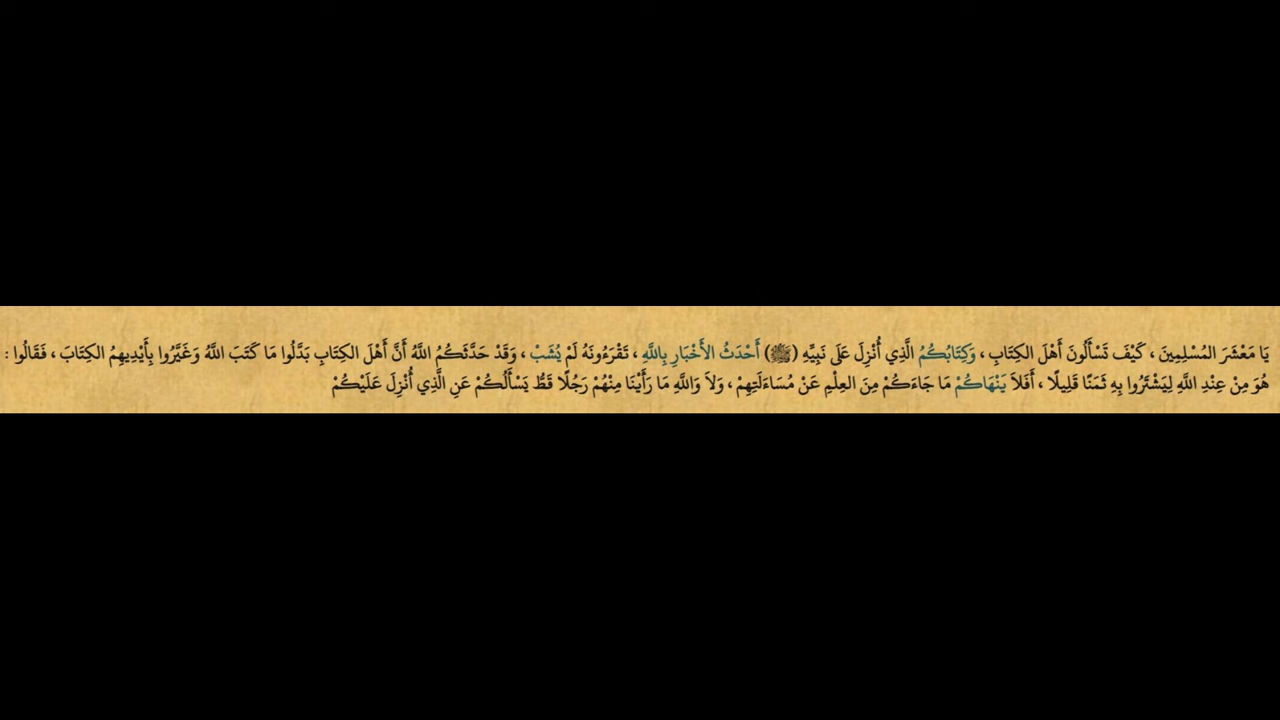 يَا مَعْشَرَ المُسْلِمِينَ ، كَيْفَ تَسْأَلُونَ أَهْلَ الكِتَابِ ، وَكِتَابُكُمُ الَّذِي أُنْزِلَ عَلَى نَبِيِّهِ (ﷺ) أَحْدَثُ الأَخْبَارِ بِاللَّهِ ، تَقْرَءُونَهُ لَمْ يُشَبْ ، وَقَدْ حَدَّثَكُمُ اللَّهُ أَنَّ أَهْلَ الكِتَابِ بَدَّلُوا مَا كَتَبَ اللَّهُ وَغَيَّرُوا بِأَيْدِيهِمُ الكِتَابَ ، فَقَالُوا :
هُوَ مِنْ عِنْدِ اللَّهِ لِيَشْتَرُوا بِهِ ثَمَنًا قَلِيلًا ، أَفَلاَ يَنْهَاكُمْ مَا جَاءَكُمْ مِنَ العِلْمِ عَنْ مُسَاءَلَتِهِمْ ، وَلاَ وَاللَّهِ مَا رَأَيْنَا مِنْهُمْ رَجُلًا قَطُّ يَسْأَلُكُمْ عَنِ الَّذِي أُنْزِلَ عَلَيْكُمْ